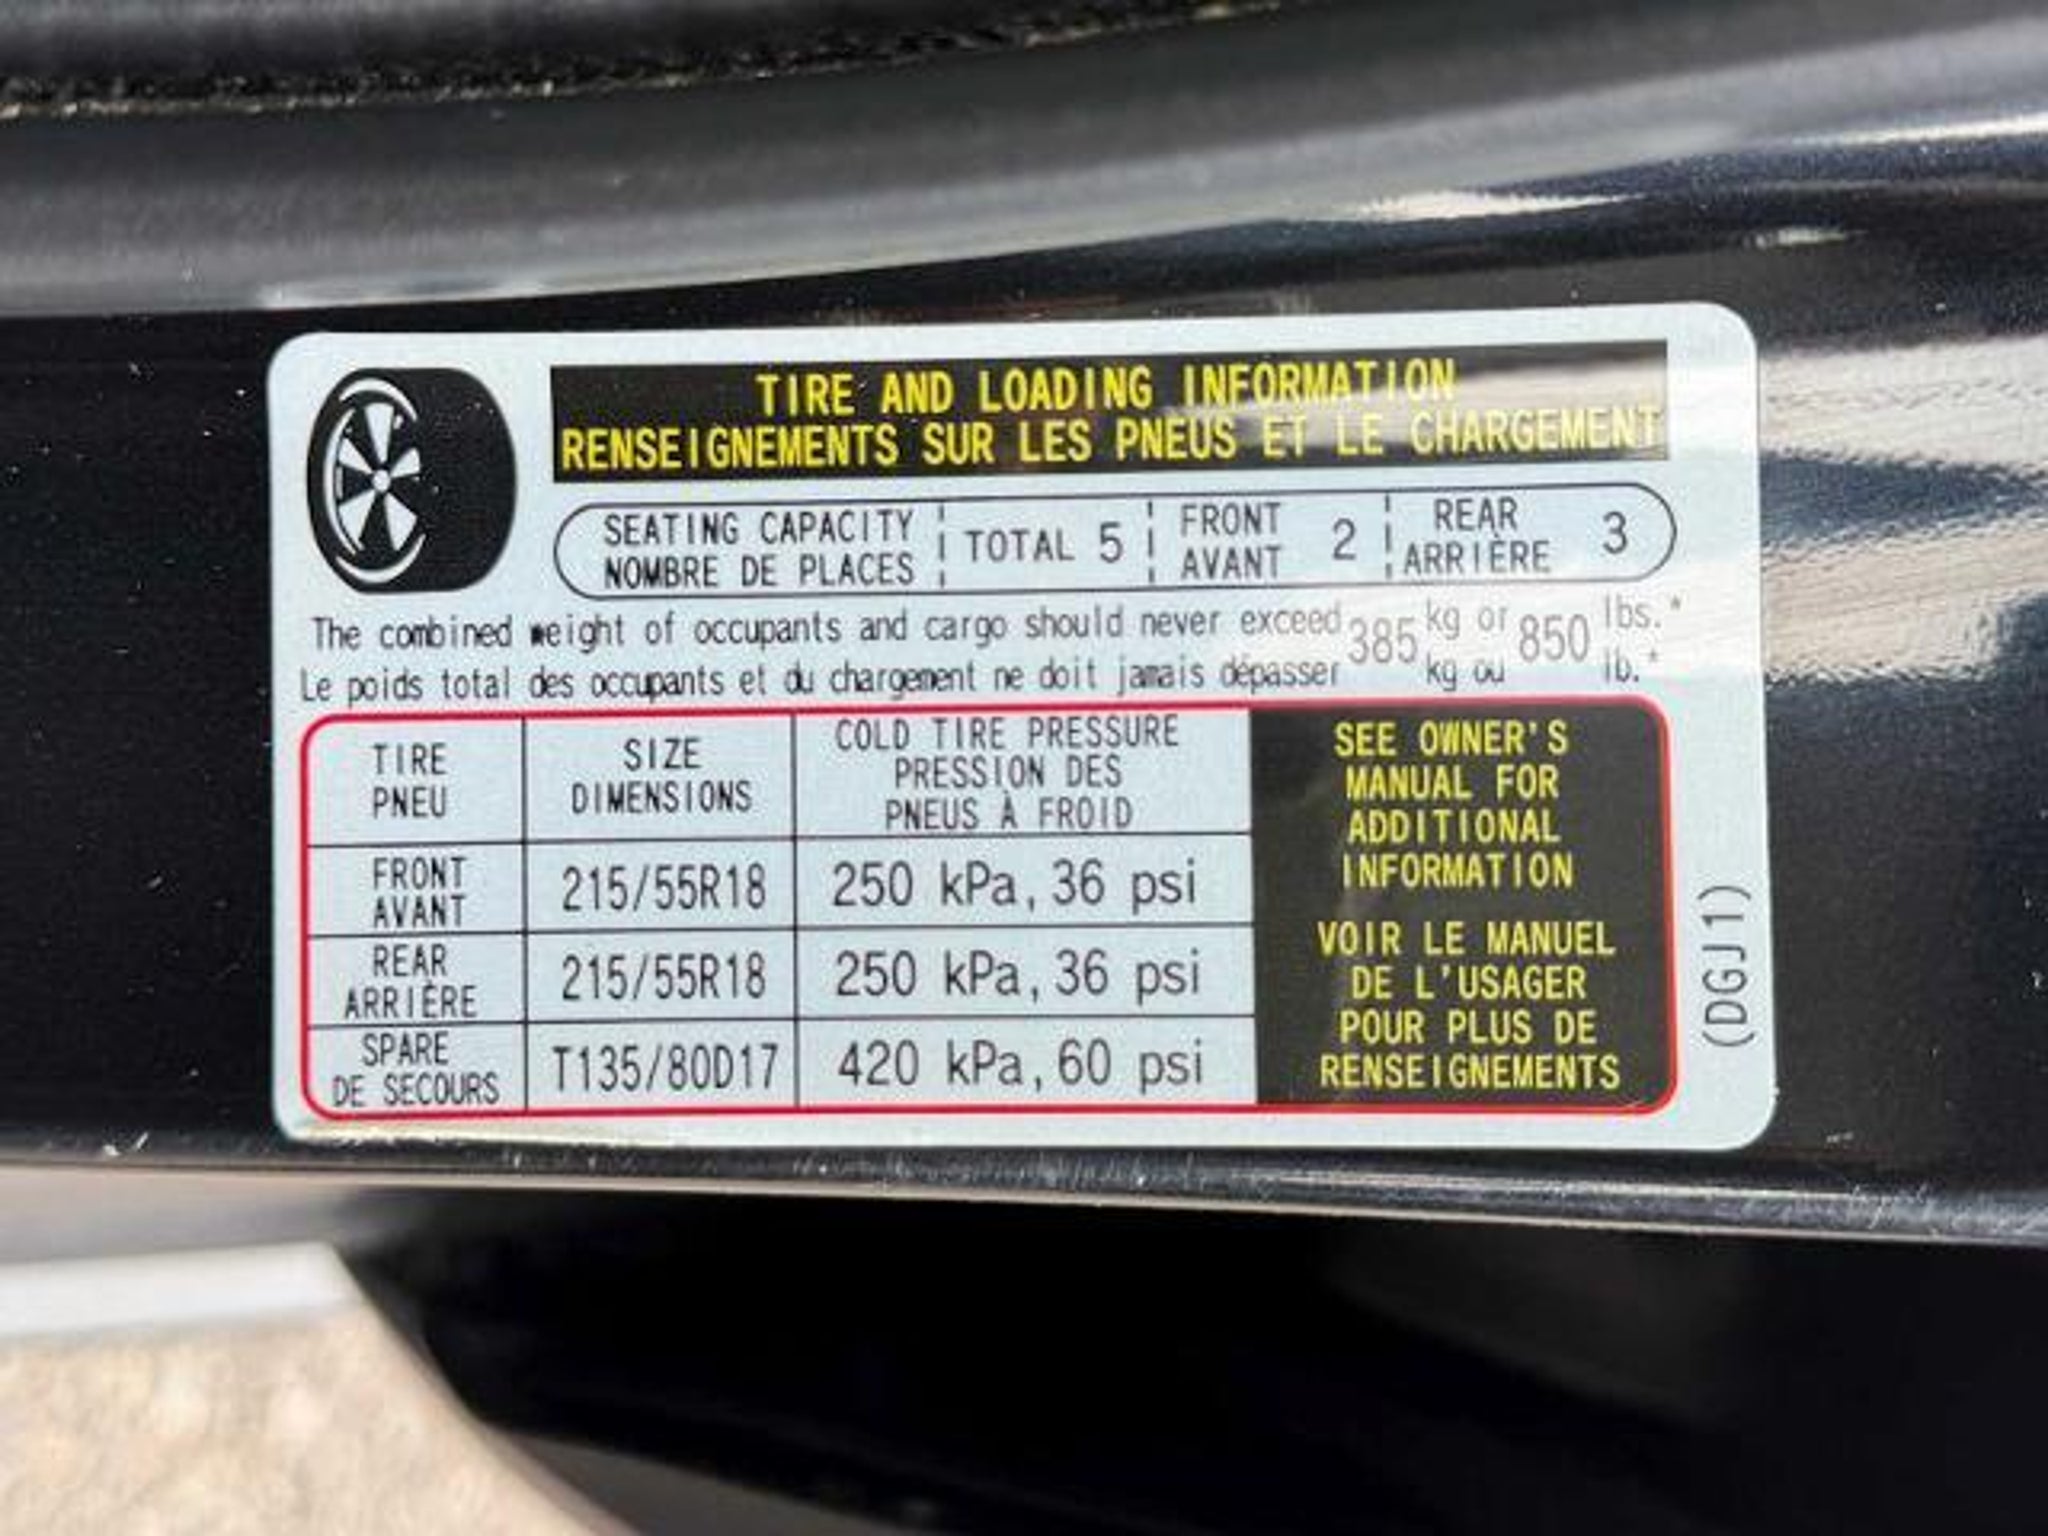 TIRE AND LOADING INFORMATION
RENSEIGNEMENTS SUR LES PNEUS ET LE CHARGEMENT
SEATING CAPACITY
NOMBRE DE PLACES
TOTAL 5
FRONT
AVANT
2
REAR
ARRIÈRE
3
The combined weight of occupants and cargo should never exceed 385 kg or 850 lbs.*
Le poids total des occupants et du chargement ne doit jamais dépasser kg ou lb.*
TIRE
PNEU
SIZE
DIMENSIONS
COLD TIRE PRESSURE
PRESSION DES
PNEUS À FROID
FRONT
AVANT
215/55R18
250 kPa, 36 psi
REAR
ARRIÈRE
215/55R18
250 kPa, 36 psi
SPARE
DE SECOURS
T135/80D17
420 kPa, 60 psi
SEE OWNER'S
MANUAL FOR
ADDITIONAL
INFORMATION
VOIR LE MANUEL
DE L'USAGER
POUR PLUS DE
RENSEIGNEMENTS
(DGJ1)